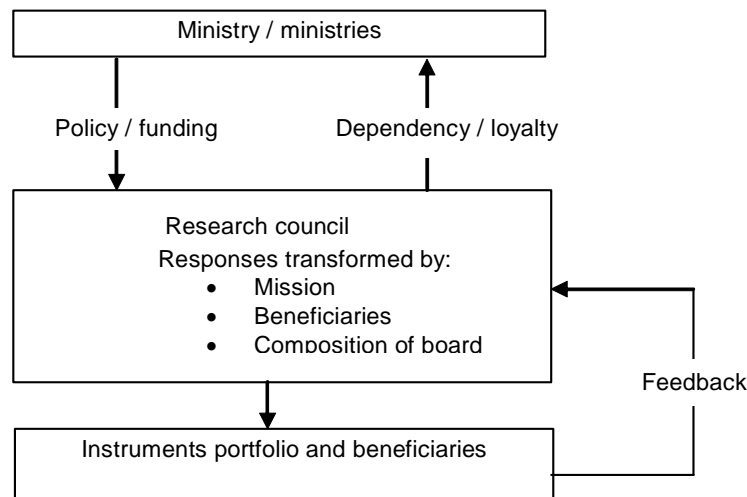 Ministry / ministries
Policy / funding
Dependency / loyalty
Research council
Responses transformed by:
• Mission
• Beneficiaries
• Composition of board
Feedback
Instruments portfolio and beneficiaries